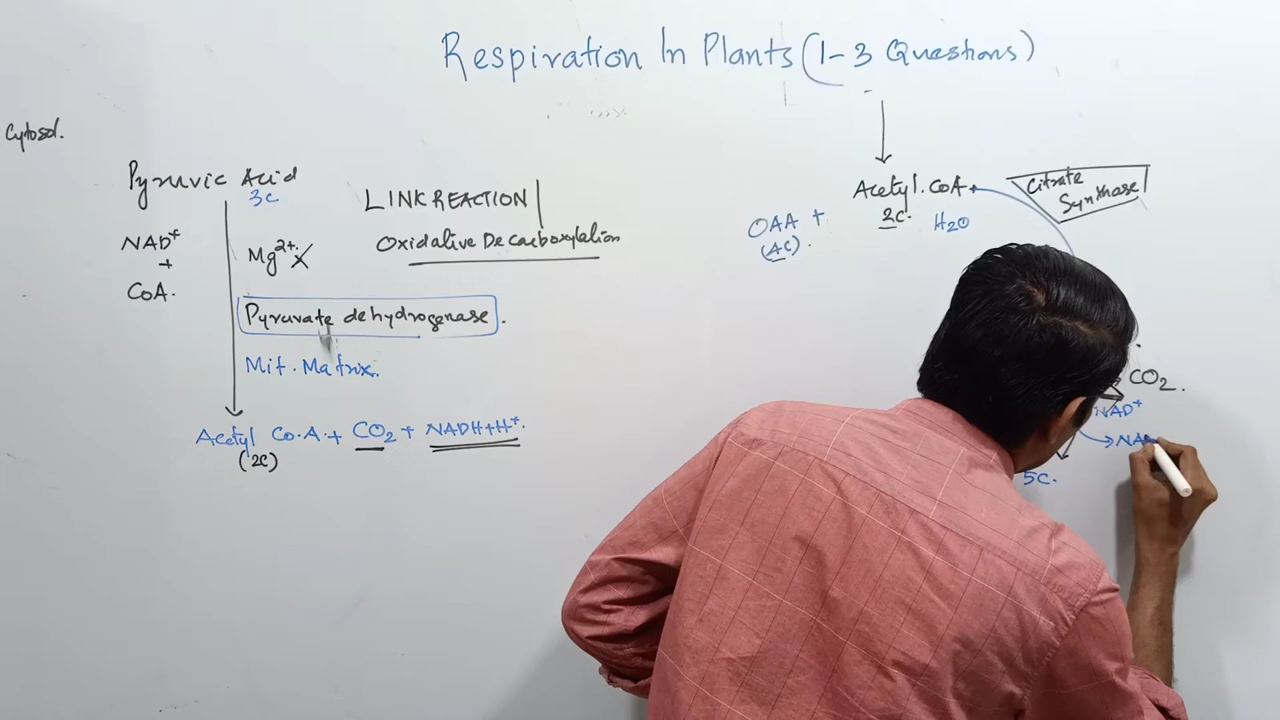 Respiration In Plants (1-3 Questions)
Cytosol.
Pyruvic Acid
3C
NAD+
+
CoA.
Mg2+
LINK REACTION
Oxidative Decarboxylation
Pyruvate dehydrogenase.
Mit. Matrix.
Acetyl Co.A + CO2 + NADH+H+.
(2C)
Acetyl. CoA
2C.
H2O
OAA +
(4C).
Citrate
Synthase
CO2.
NAD+
5C.